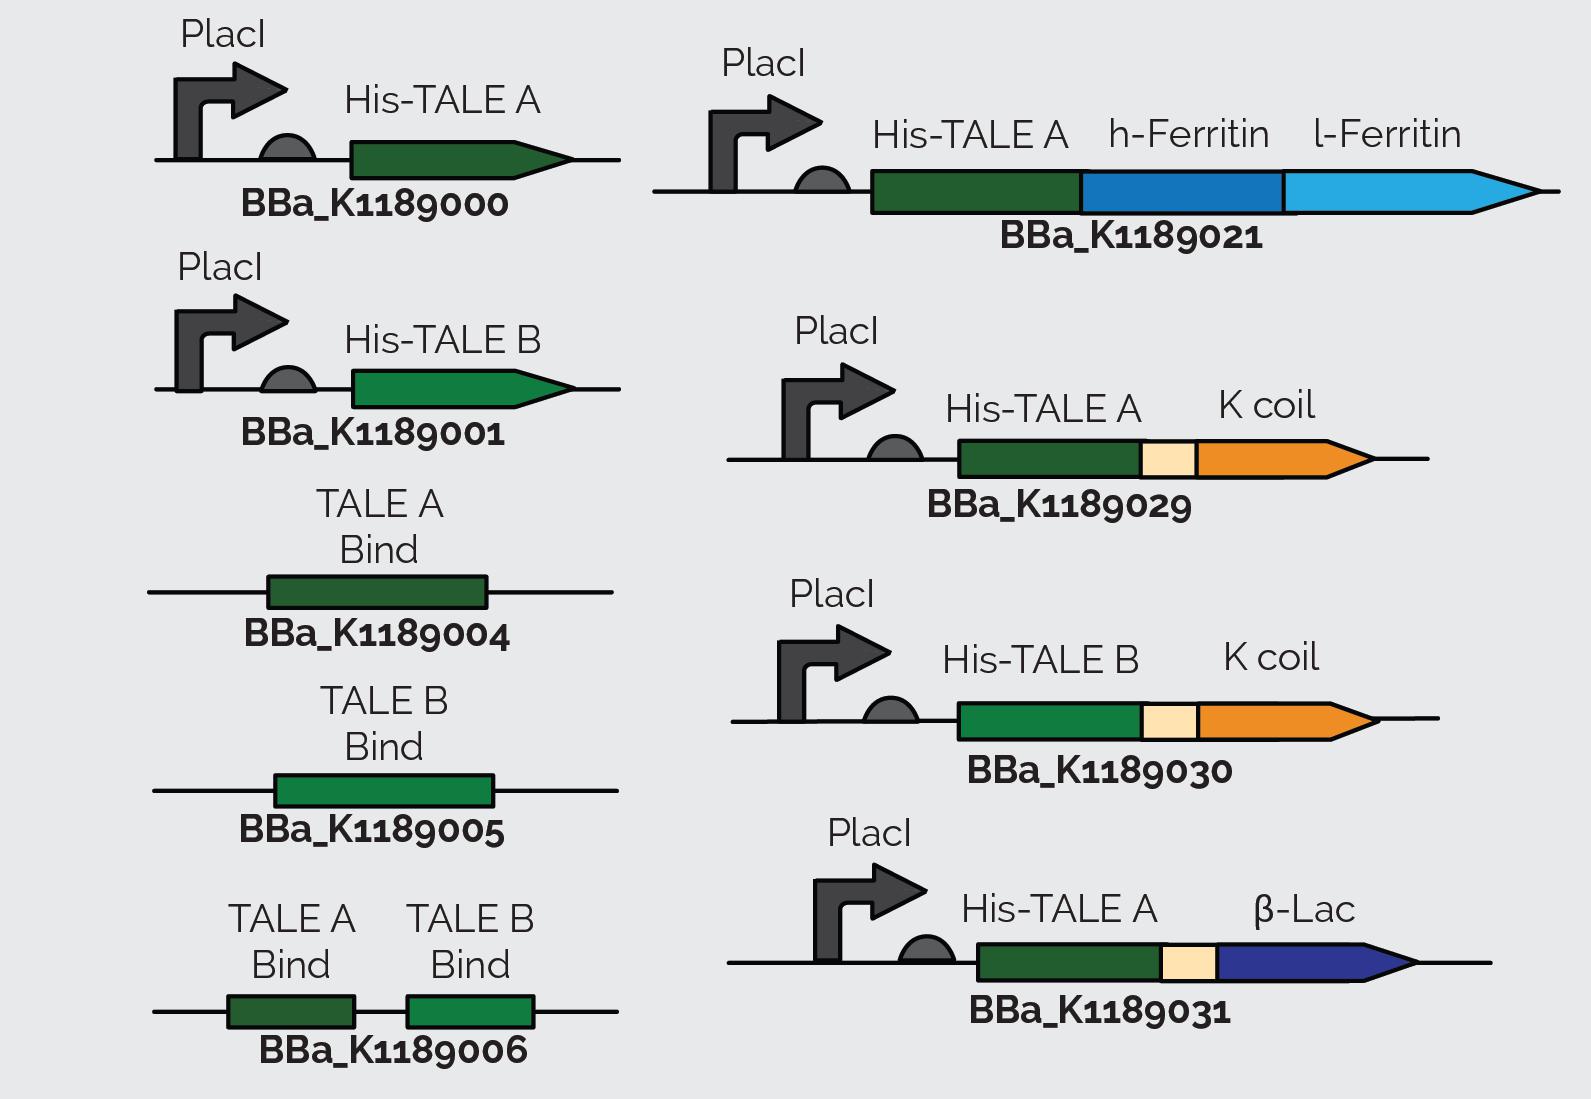 PlacI
His-TALE A
BBa_K1189000
PlacI
His-TALE B
BBa_K1189001
TALE A
Bind
BBa_K1189004
TALE B
Bind
BBa_K1189005
TALE A TALE B
Bind Bind
BBa_K1189006
PlacI
His-TALE A h-Ferritin l-Ferritin
BBa_K1189021
PlacI
His-TALE A K coil
BBa_K1189029
PlacI
His-TALE B K coil
BBa_K1189030
PlacI
His-TALE A β-Lac
BBa_K1189031